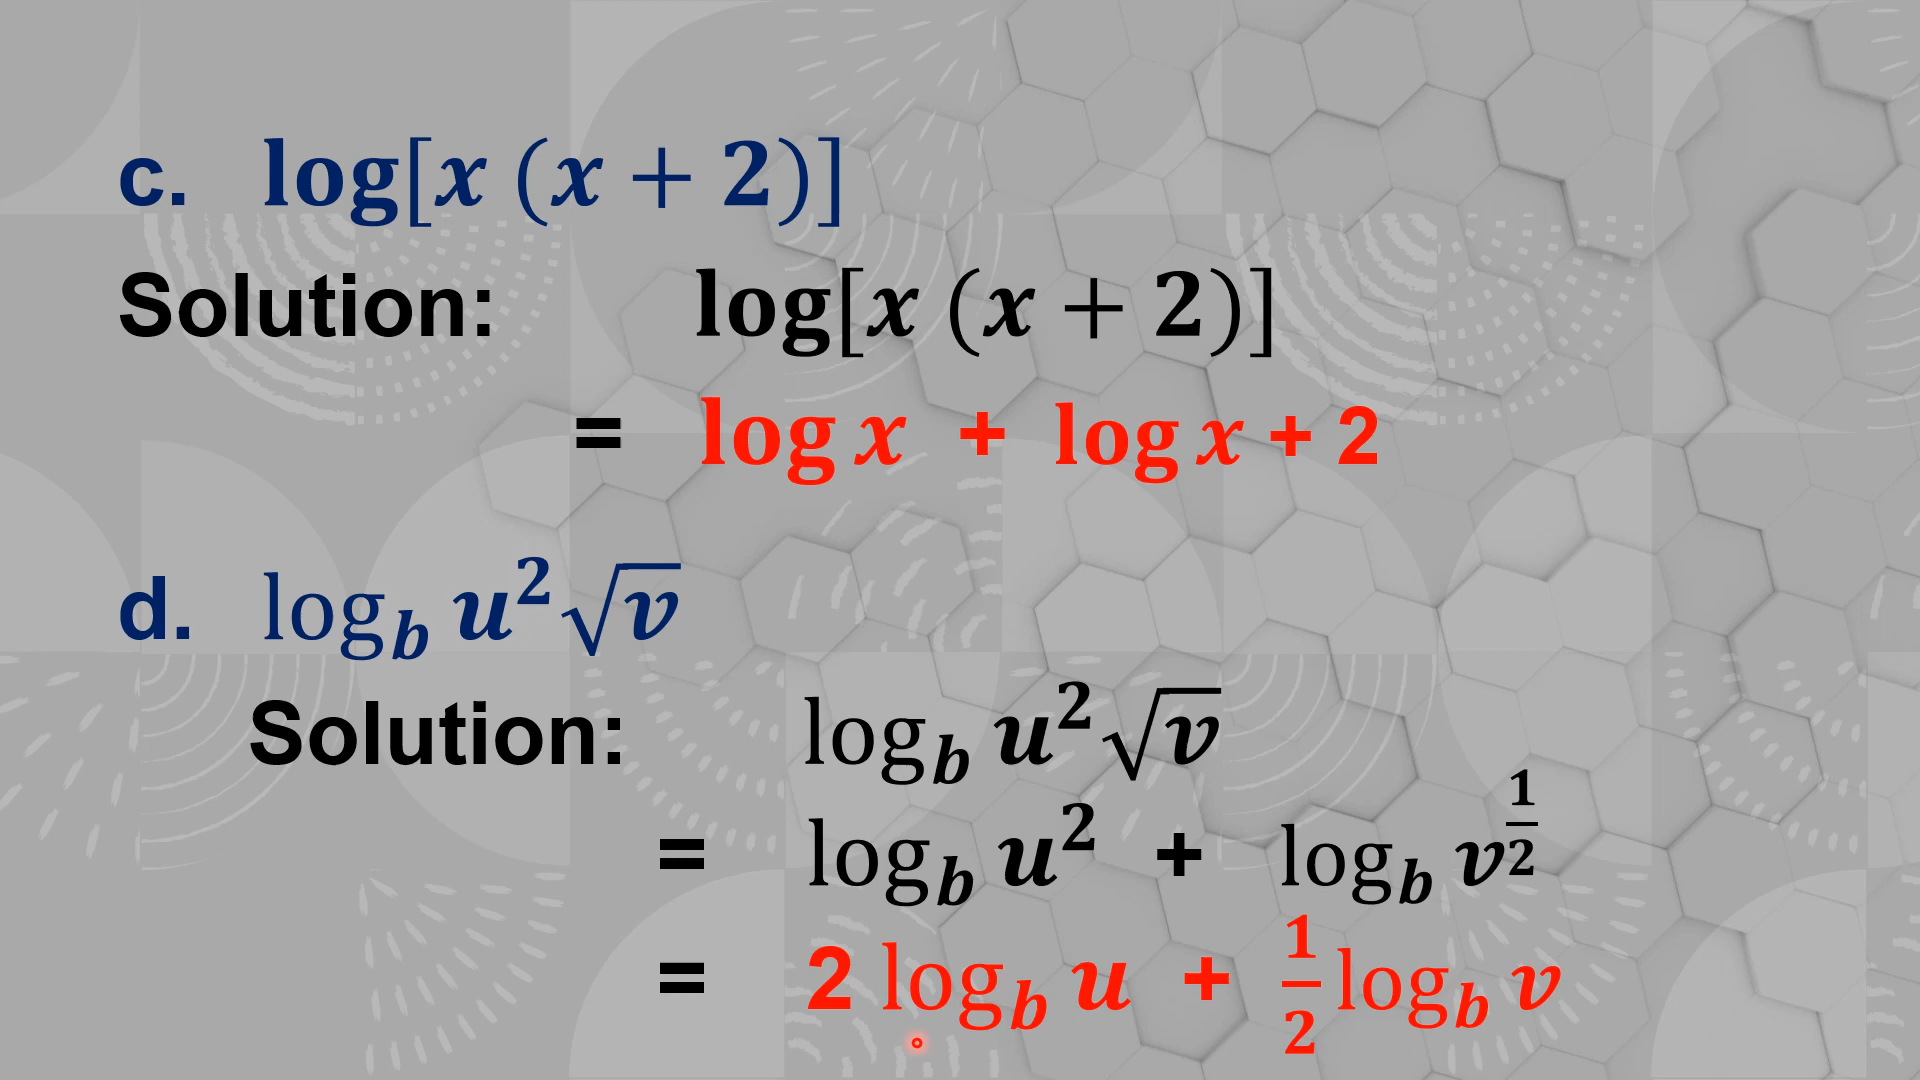 c. log[x (x + 2)]
Solution: log[x (x + 2)]
= log x + log x + 2
d. log_b u²√v
Solution: log_b u²√v
= log_b u² + log_b v^(1/2)
= 2 log_b u + 1/2 log_b v